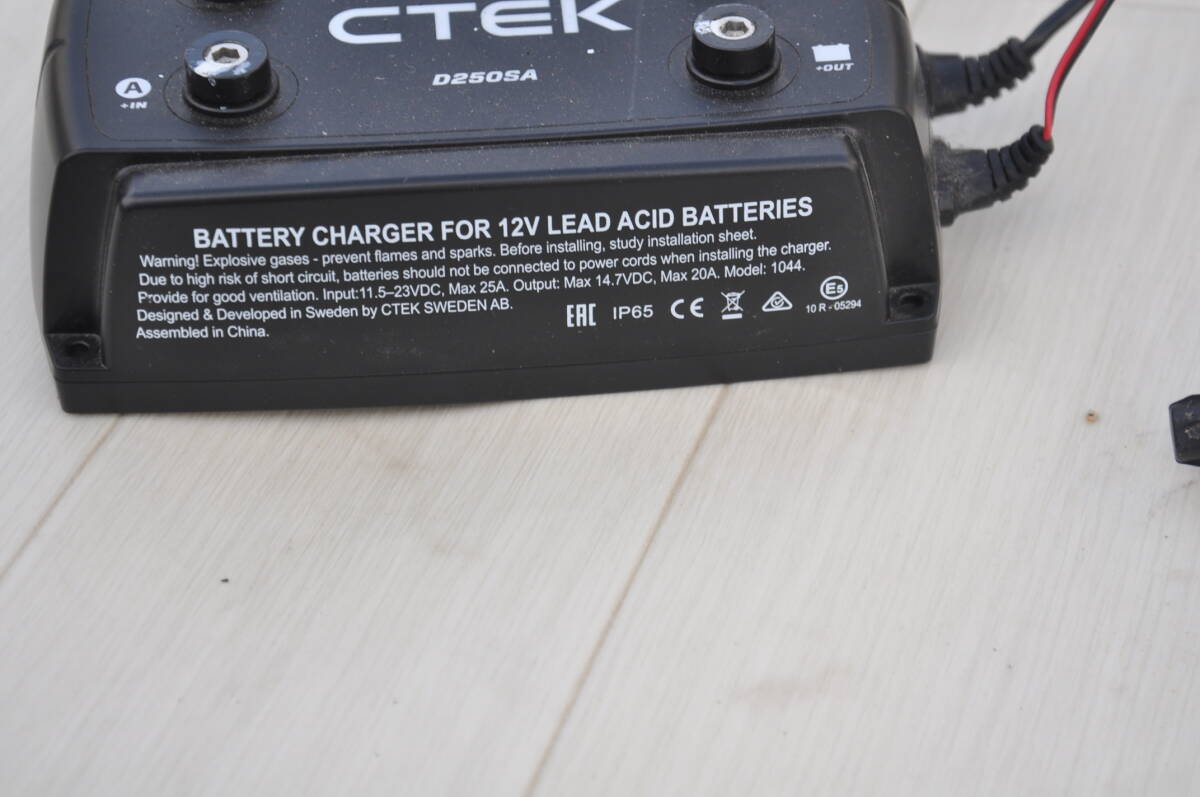 CTEK
D250SA
A
+IN
+OUT
BATTERY CHARGER FOR 12V LEAD ACID BATTERIES
Warning! Explosive gases - prevent flames and sparks. Before installing, study installation sheet.
Due to high risk of short circuit, batteries should not be connected to power cords when installing the charger.
Provide for good ventilation. Input:11.5–23VDC, Max 25A. Output: Max 14.7VDC, Max 20A. Model: 1044.
Designed & Developed in Sweden by CTEK SWEDEN AB.
Assembled in China.
EAC IP65 CE E5
10 R - 05294